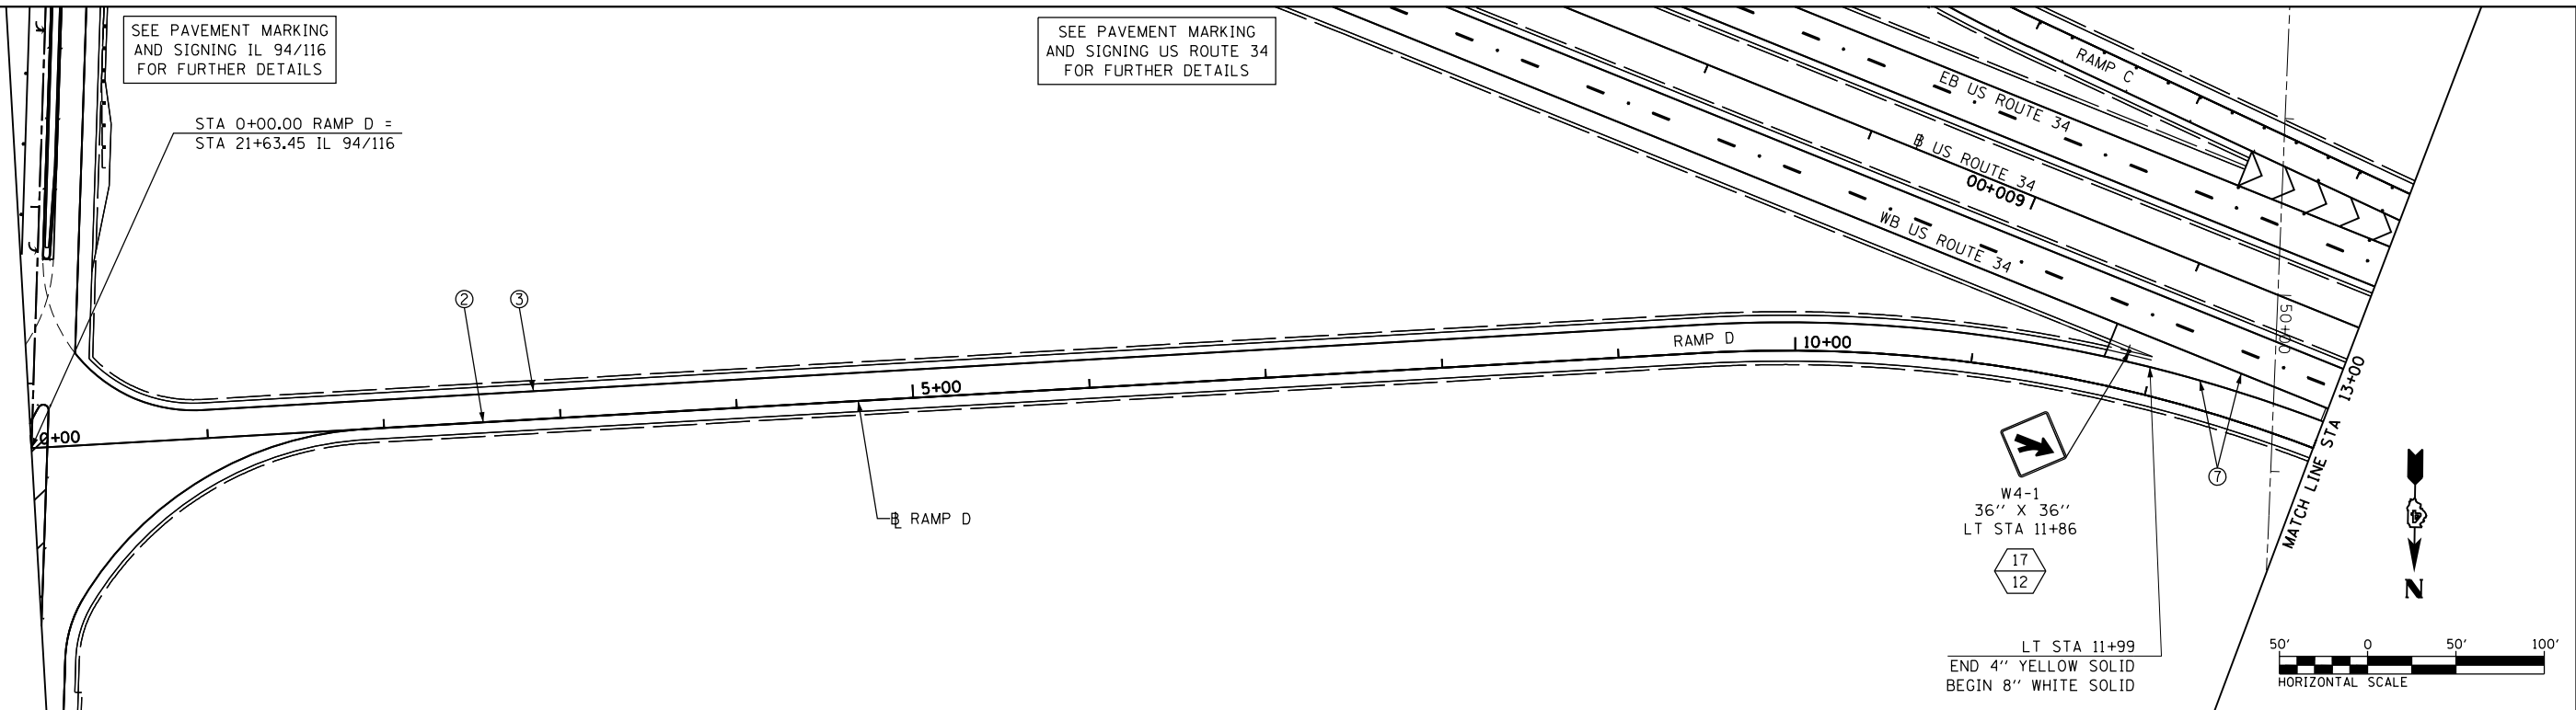 SEE PAVEMENT MARKING
AND SIGNING IL 94/116
FOR FURTHER DETAILS
SEE PAVEMENT MARKING
AND SIGNING US ROUTE 34
FOR FURTHER DETAILS
STA 0+00.00 RAMP D =
STA 21+63.45 IL 94/116
RAMP C
EB US ROUTE 34
B US ROUTE 34
600+00
WB US ROUTE 34
50+00
2
3
RAMP D
10+00
5+00
0+00
B RAMP D
7
MATCH LINE STA 13+00
W4-1
36'' X 36''
LT STA 11+86
17
12
LT STA 11+99
END 4'' YELLOW SOLID
BEGIN 8'' WHITE SOLID
N
50' 0 50' 100'
HORIZONTAL SCALE